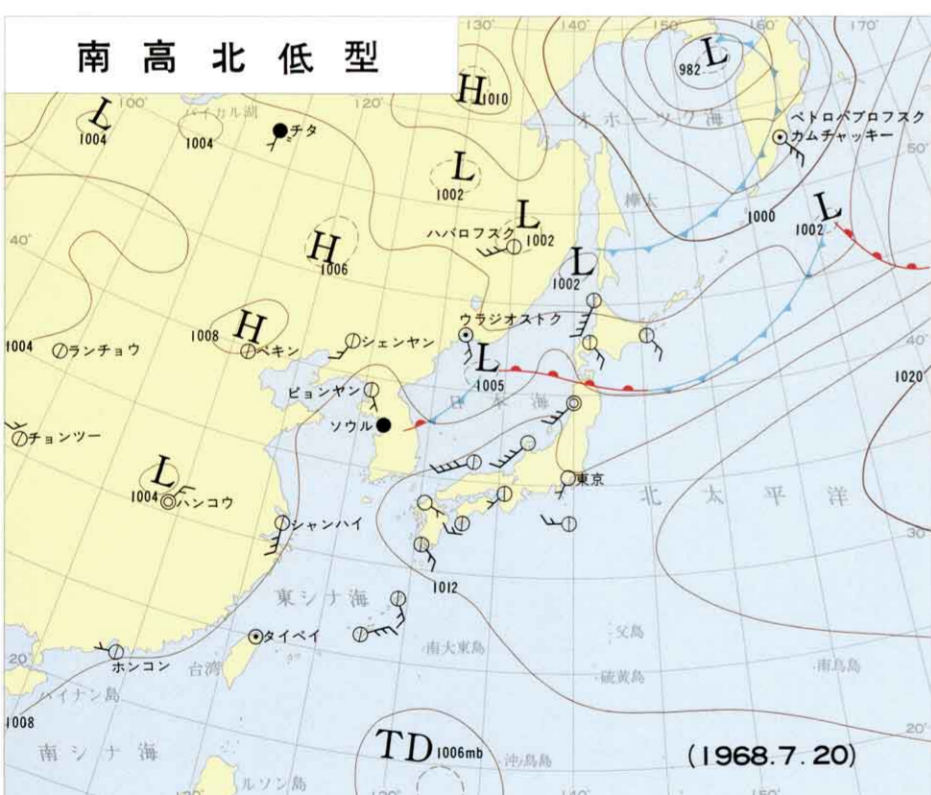 南高北低型
130°
140°
150°
160°
170°
L
982
H
1010
L
1004
100°
バイカル湖
1004
チタ
120°
オホーツク海
ペトロパブロフスク
カムチャッキー
50°
L
1002
樺太
1000
L
1002
L
1002
ハバロフスク
40°
H
1006
L
1002
1008
H
ペキン
シェンヤン
ウラジオストク
1004
ランチョウ
L
1005
40°
1020
ピョンヤン
日本海
ソウル
チョンツー
L
1004
ハンコウ
東京
北太平洋
シャンハイ
30°
1012
東シナ海
タイペイ
南大東島
父島
20°
ホンコン
台湾
硫黄島
南鳥島
ハイナン島
1008
20°
南シナ海
TD
1006mb
沖ノ鳥島
(1968.7.20)
ルソン島
120°
140°
150°